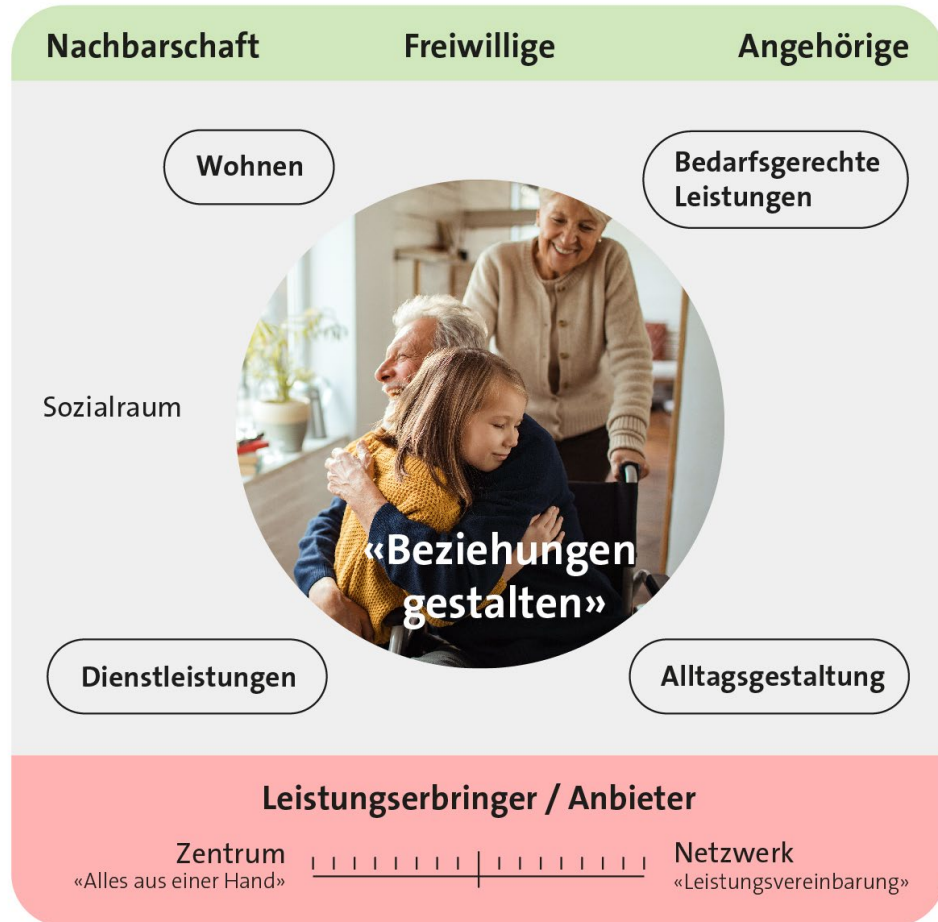 Nachbarschaft Freiwillige Angehörige
Wohnen
Bedarfsgerechte
Leistungen
Sozialraum
«Beziehungen
gestalten»
Dienstleistungen
Alltagsgestaltung
Leistungserbringer / Anbieter
Zentrum
«Alles aus einer Hand»
Netzwerk
«Leistungsvereinbarung»